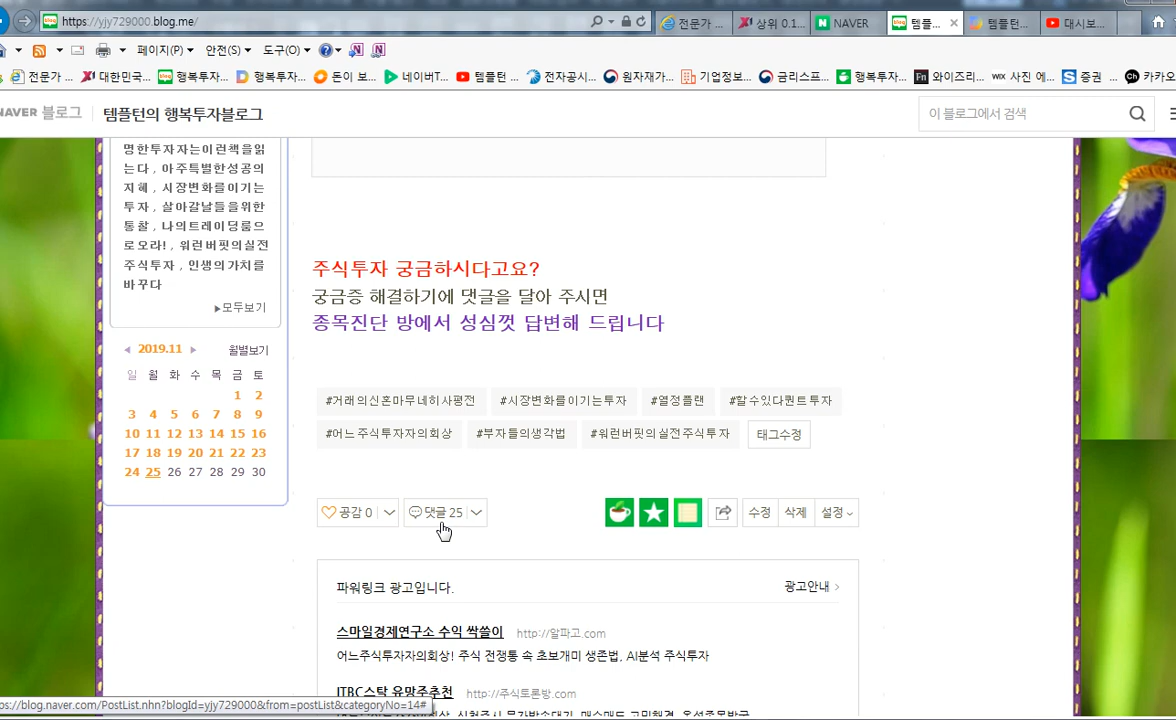 https://yjy729000.blog.me/
전문가 ...
상위 0.1...
NAVER
템플...
템플턴...
대시보...
페이지(P)
안전(S)
도구(O)
전문가 ...
대한민국...
행복투자...
행복투자...
돈이 보...
네이버T...
템플턴 ...
전자공시...
원자재가...
기업정보...
금리스프...
행복투자...
와이즈리...
WIX 사진 에...
증권
카카오
NAVER 블로그
템플턴의 행복투자블로그
이 블로그에서 검색
명한투자자는이런책을읽
는다 , 아주특별한성공의
지혜 , 시장변화를이기는
투자 , 살아갈날들을위한
통찰 , 나의트레이딩룸으
로오라! , 워런버핏의실전
주식투자 , 인생의가치를
바꾸다
▶모두보기
주식투자 궁금하시다고요?
궁금증 해결하기에 댓글을 달아 주시면
종목진단 방에서 성심껏 답변해 드립니다
◀ 2019.11 ▶ 월별보기
일 월 화 수 목 금 토
1 2
3 4 5 6 7 8 9
10 11 12 13 14 15 16
17 18 19 20 21 22 23
24 25 26 27 28 29 30
#거래의신혼마무네히사평전 #시장변화를이기는투자 #열정플랜 #할수있다퀀트투자
#어느주식투자자의회상 #부자들의생각법 #워런버핏의실전주식투자 태그수정
공감 0 댓글 25
수정 삭제 설정
파워링크 광고입니다.
광고안내 >
스마일경제연구소 수익 싹쓸이 http://알파고.com
어느주식투자자의회상! 주식 전쟁통 속 초보개미 생존법. AI분석 주식투자
ITBC스탁 유망주추천 http://주식토론방.com
ps://blog.naver.com/PostList.nhn?blogId=yjy729000&from=postList&categoryNo=14#